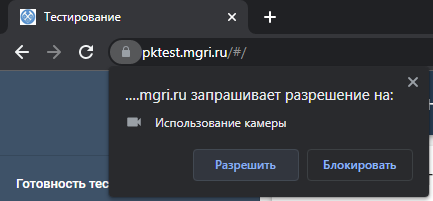 Тестирование
pktest.mgri.ru/#/
....mgri.ru запрашивает разрешение на:
Использование камеры
Разрешить
Блокировать
Готовность тес